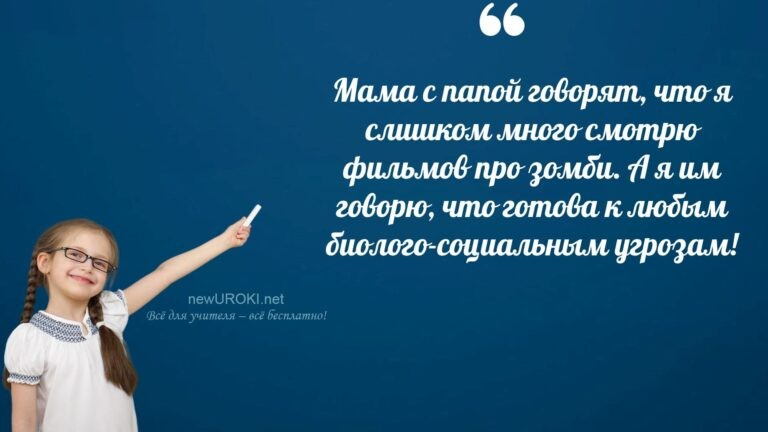 ❝
Мама с папой говорят, что я
слишком много смотрю
фильмов про зомби. А я им
говорю, что готова к любым
биолого-социальным угрозам!
newUROKI.net
Всё для учителя – всё бесплатно!